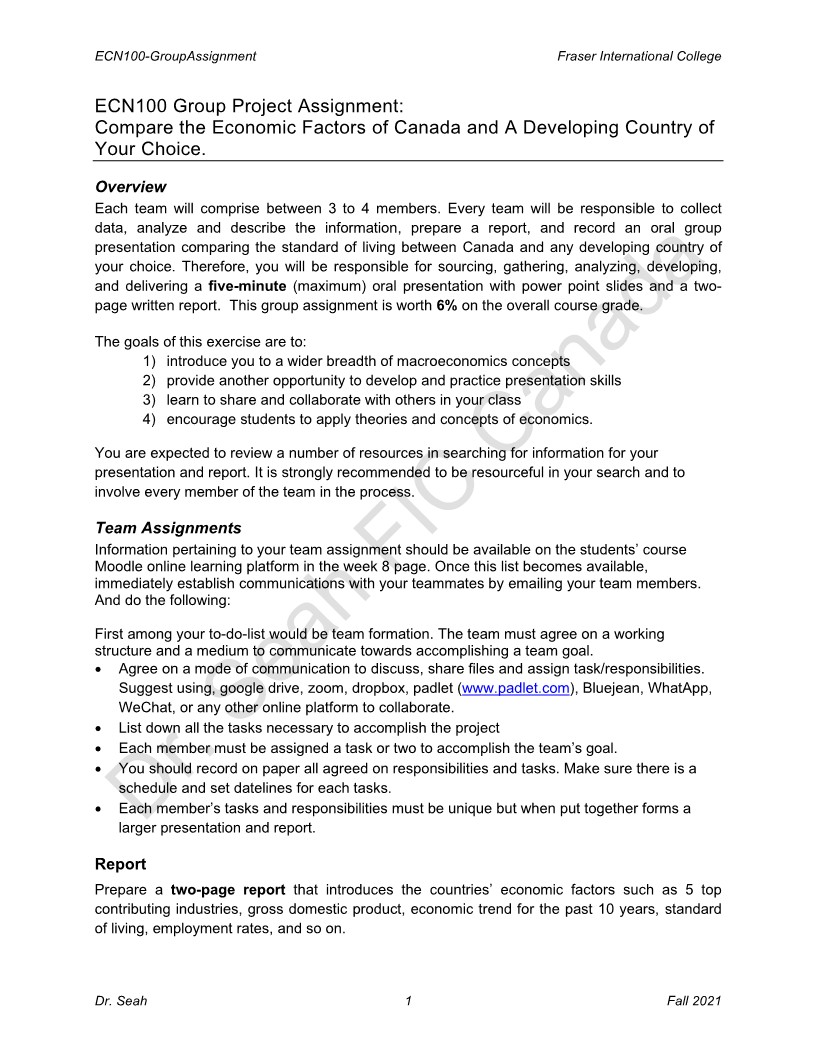 ECN100-GroupAssignment Fraser International College
ECN100 Group Project Assignment:
Compare the Economic Factors of Canada and A Developing Country of
Your Choice.
Overview
Each team will comprise between 3 to 4 members. Every team will be responsible to collect
data, analyze and describe the information, prepare a report, and record an oral group
presentation comparing the standard of living between Canada and any developing country of
your choice. Therefore, you will be responsible for sourcing, gathering, analyzing, developing,
and delivering a five-minute (maximum) oral presentation with power point slides and a two-
page written report. This group assignment is worth 6% on the overall course grade.
The goals of this exercise are to:
1) introduce you to a wider breadth of macroeconomics concepts
2) provide another opportunity to develop and practice presentation skills
3) learn to share and collaborate with others in your class
4) encourage students to apply theories and concepts of economics.
You are expected to review a number of resources in searching for information for your
presentation and report. It is strongly recommended to be resourceful in your search and to
involve every member of the team in the process.
Team Assignments
Information pertaining to your team assignment should be available on the students' course
Moodle online learning platform in the week 8 page. Once this list becomes available,
immediately establish communications with your teammates by emailing your team members.
And do the following:
First among your to-do-list would be team formation. The team must agree on a working
structure and a medium to communicate towards accomplishing a team goal.
• Agree on a mode of communication to discuss, share files and assign task/responsibilities.
Suggest using, google drive, zoom, dropbox, padlet (www.padlet.com), Bluejean, WhatApp,
WeChat, or any other online platform to collaborate.
• List down all the tasks necessary to accomplish the project
• Each member must be assigned a task or two to accomplish the team's goal.
• You should record on paper all agreed on responsibilities and tasks. Make sure there is a
schedule and set datelines for each tasks.
• Each member's tasks and responsibilities must be unique but when put together forms a
larger presentation and report.
Report
Prepare a two-page report that introduces the countries' economic factors such as 5 top
contributing industries, gross domestic product, economic trend for the past 10 years, standard
of living, employment rates, and so on.
Dr. Seah 1 Fall 2021
Dr. Seah FIC Canada